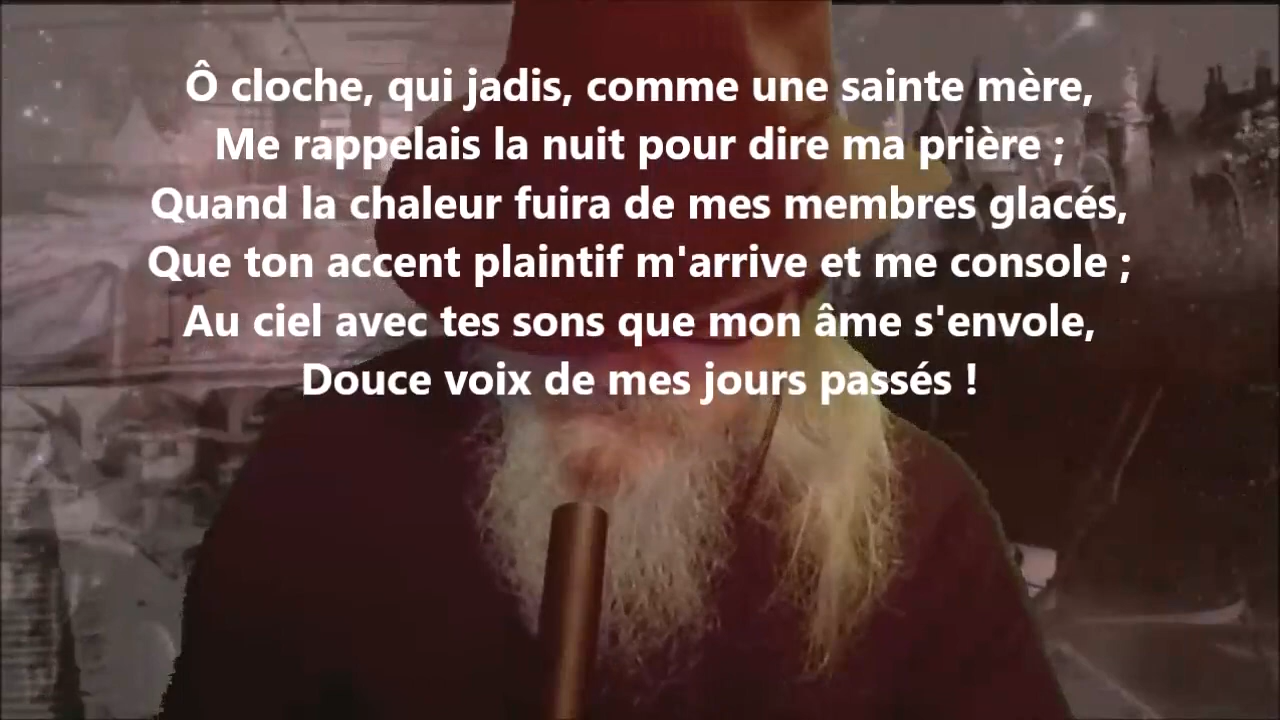 Ô cloche, qui jadis, comme une sainte mère,
Me rappelais la nuit pour dire ma prière ;
Quand la chaleur fuira de mes membres glacés,
Que ton accent plaintif m'arrive et me console ;
Au ciel avec tes sons que mon âme s'envole,
Douce voix de mes jours passés !